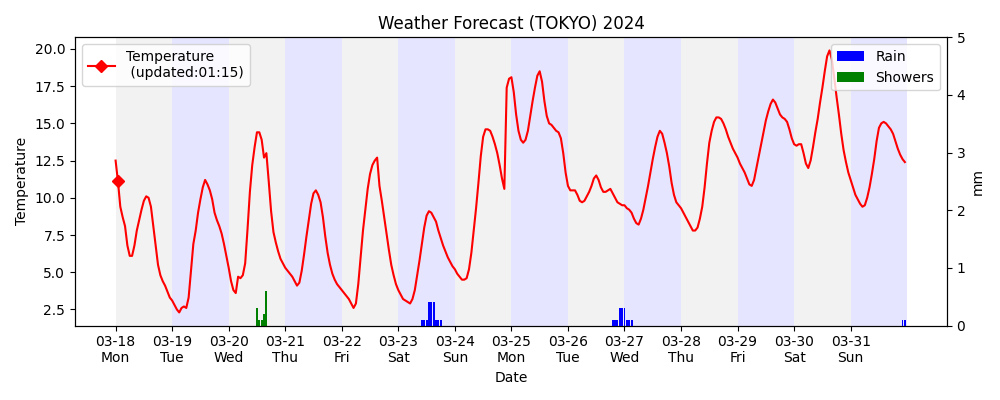 Weather Forecast (TOKYO) 2024
Temperature
(updated:01:15)
Rain
Showers
Temperature
20.0
17.5
15.0
12.5
10.0
7.5
5.0
2.5
5
4
3
2
1
0
mm
03-18 03-19 03-20 03-21 03-22 03-23 03-24 03-25 03-26 03-27 03-28 03-29 03-30 03-31
Mon Tue Wed Thu Fri Sat Sun Mon Tue Wed Thu Fri Sat Sun
Date